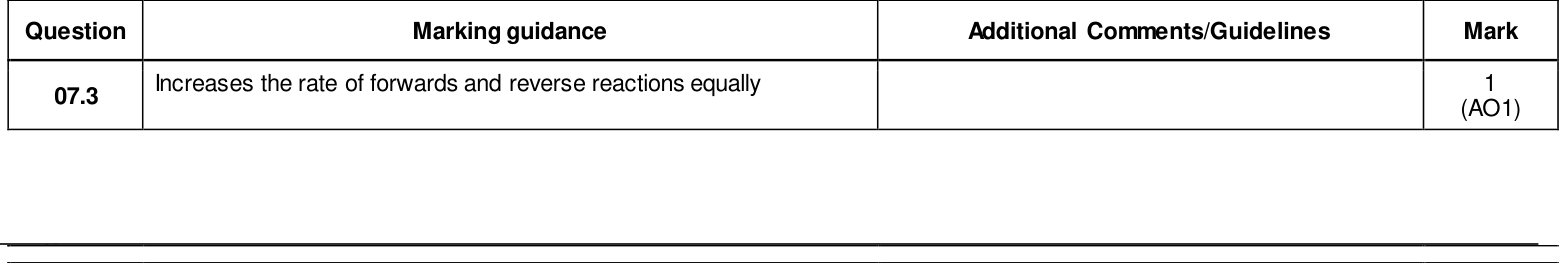 Question Marking guidance Additional Comments/Guidelines Mark
07.3 Increases the rate of forwards and reverse reactions equally 1
(AO1)